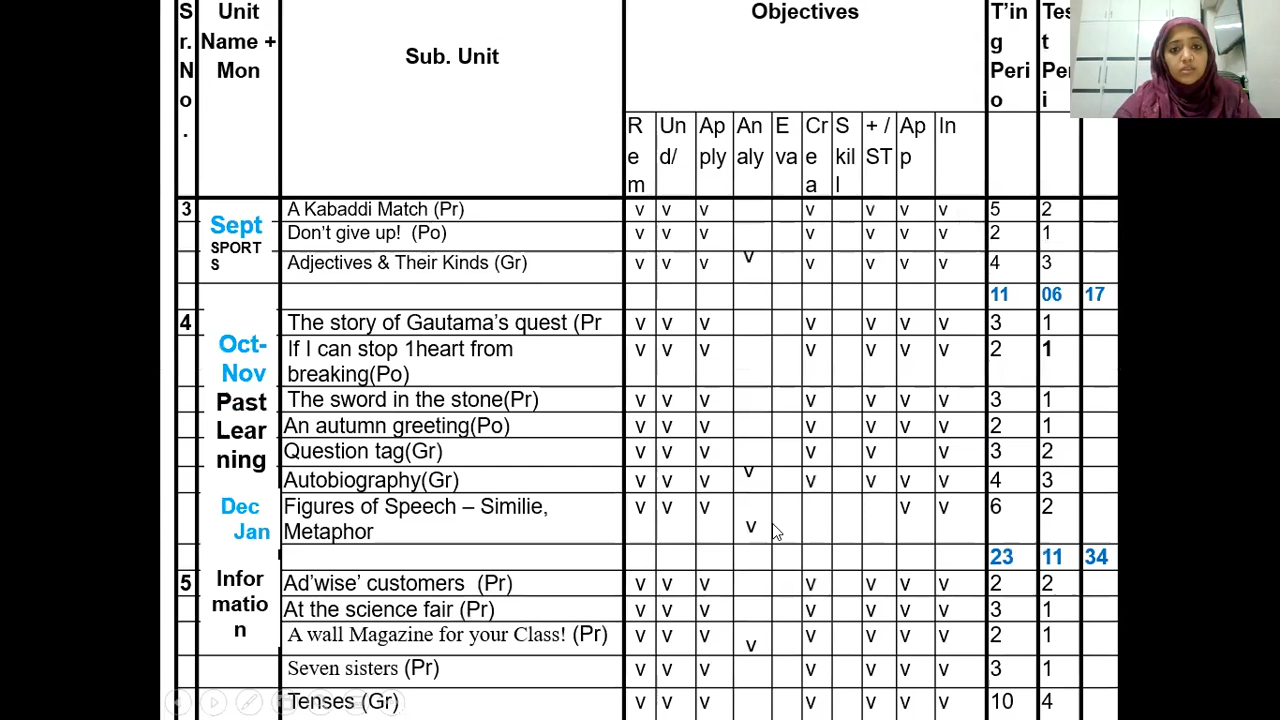 S r. N o . Unit Name + Mon Sub. Unit Objectives T'in g Peri o Tes t Per i
R e m Un d/ Ap ply An aly E va Cr e a S kil l + / ST Ap p In
3 Sept SPORT S A Kabaddi Match (Pr) v v v v v v v 5 2
Don't give up! (Po) v v v v v v v 2 1
Adjectives & Their Kinds (Gr) v v v v v v v v 4 3
11 06 17
4 Oct- Nov Past Lear ning The story of Gautama's quest (Pr v v v v v v v 3 1
If I can stop 1heart from breaking(Po) v v v v v v v 2 1
The sword in the stone(Pr) v v v v v v v 3 1
An autumn greeting(Po) v v v v v v v 2 1
Question tag(Gr) v v v v v v 3 2
Autobiography(Gr) v v v v v v v v 4 3
Dec Jan Figures of Speech – Similie, Metaphor v v v v v v 6 2
23 11 34
5 Infor matio n Ad'wise' customers (Pr) v v v v v v v 2 2
At the science fair (Pr) v v v v v v v 3 1
A wall Magazine for your Class! (Pr) v v v v v v v v 2 1
Seven sisters (Pr) v v v v v v v 3 1
Tenses (Gr) v v v v v v v 10 4